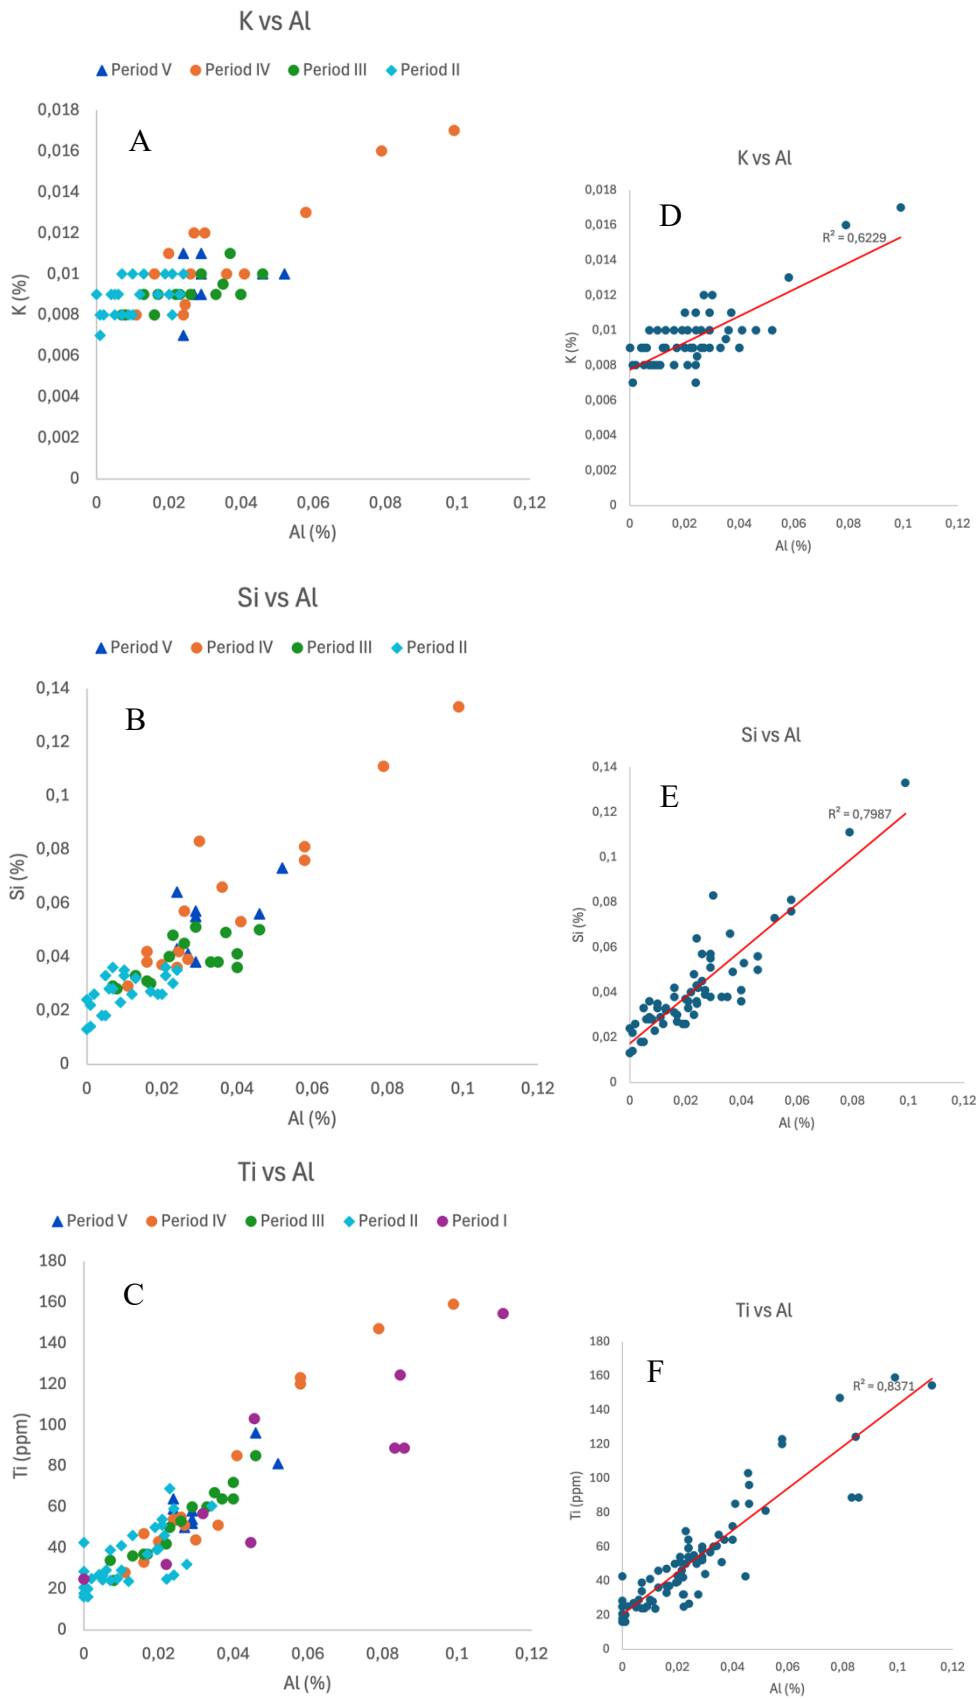 K vs Al
Period V Period IV Period III Period II
A
0,018
0,016
0,014
0,012
0,01
0,008
0,006
0,004
0,002
0
K (%)
0 0,02 0,04 0,06 0,08 0,1 0,12
Al (%)
K vs Al
D
0,018
0,016
R² = 0,6229
0,014
0,012
0,01
0,008
0,006
0,004
0,002
0
K (%)
0 0,02 0,04 0,06 0,08 0,1 0,12
Al (%)
Si vs Al
Period V Period IV Period III Period II
B
0,14
0,12
0,1
0,08
0,06
0,04
0,02
0
Si (%)
0 0,02 0,04 0,06 0,08 0,1 0,12
Al (%)
Si vs Al
E
0,14
R² = 0,7987
0,12
0,1
0,08
0,06
0,04
0,02
0
Si (%)
0 0,02 0,04 0,06 0,08 0,1 0,12
Al (%)
Ti vs Al
Period V Period IV Period III Period II Period I
C
180
160
140
120
100
80
60
40
20
0
Ti (ppm)
0 0,02 0,04 0,06 0,08 0,1 0,12
Al (%)
Ti vs Al
F
180
160
R² = 0,8371
140
120
100
80
60
40
20
0
Ti (ppm)
0 0,02 0,04 0,06 0,08 0,1 0,12
Al (%)